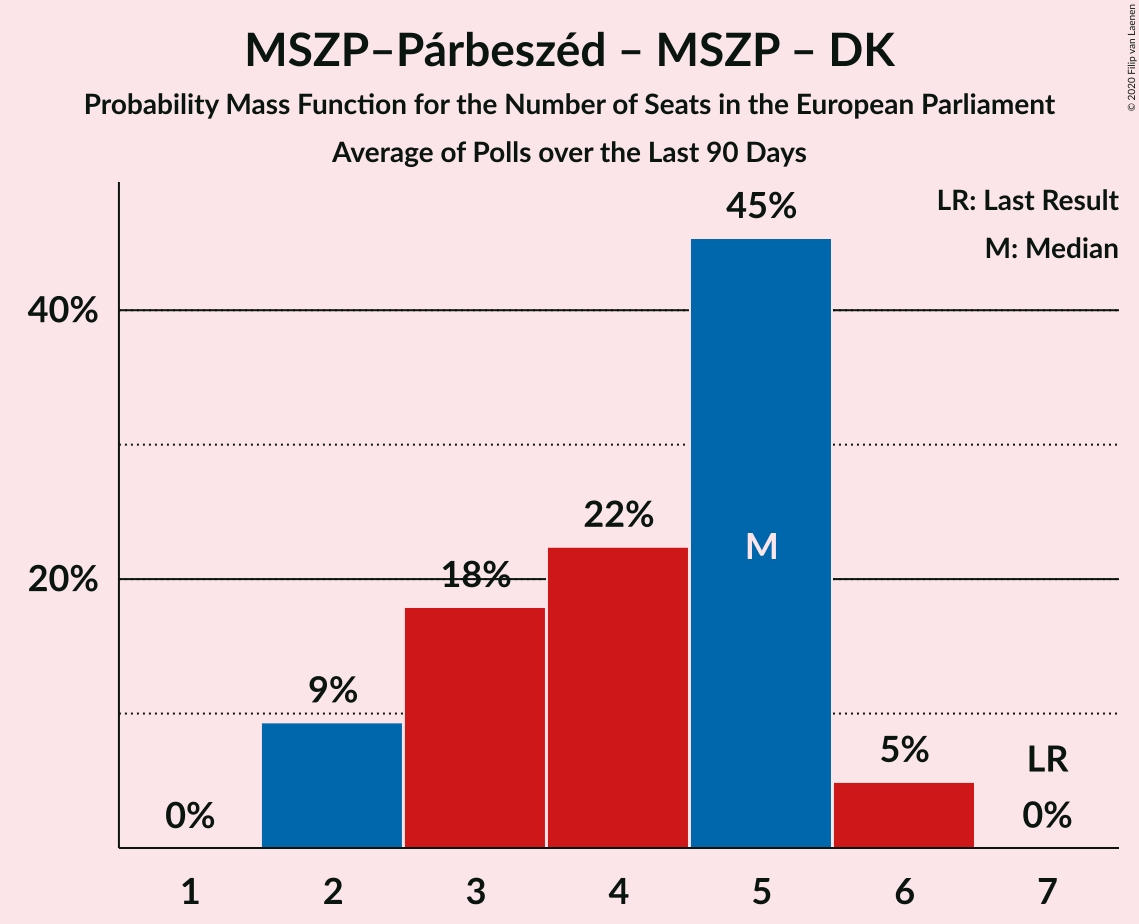 MSZP–Párbeszéd – MSZP – DK
Probability Mass Function for the Number of Seats in the European Parliament
Average of Polls over the Last 90 Days
© 2020 Filip van Laenen
LR: Last Result
M: Median
40%
20%
0%
9%
18%
22%
45%
M
5%
LR
0%
1
2
3
4
5
6
7